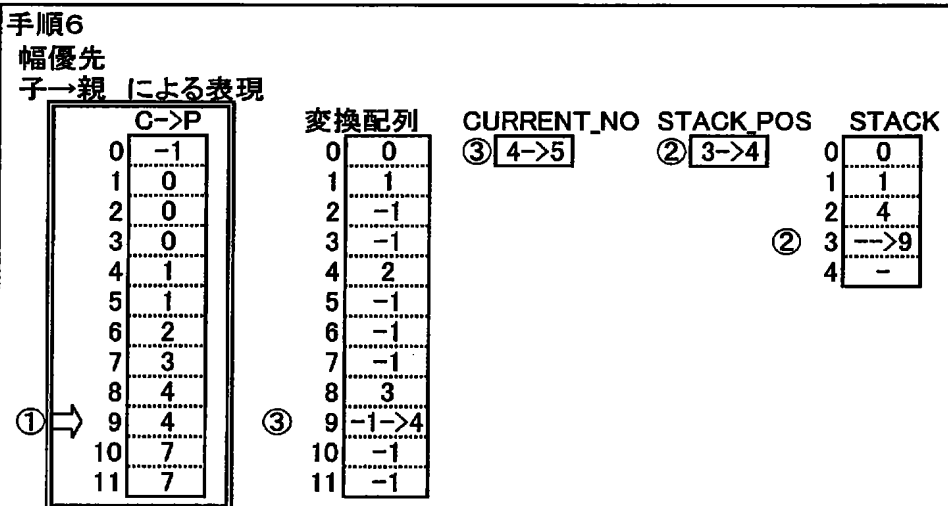 手順6
幅優先
子→親 による表現
C->P 変換配列 CURRENT_NO STACK_POS STACK
0 -1 0 0 ③ 4->5 ② 3->4 0 0
1 0 1 1 1 1
2 0 2 -1 2 4
3 0 3 -1 ② 3 -->9
4 1 4 2 4 -
5 1 5 -1
6 2 6 -1
7 3 7 -1
8 4 8 3
① ⇨ 9 4 ③ 9 -1->4
10 7 10 -1
11 7 11 -1